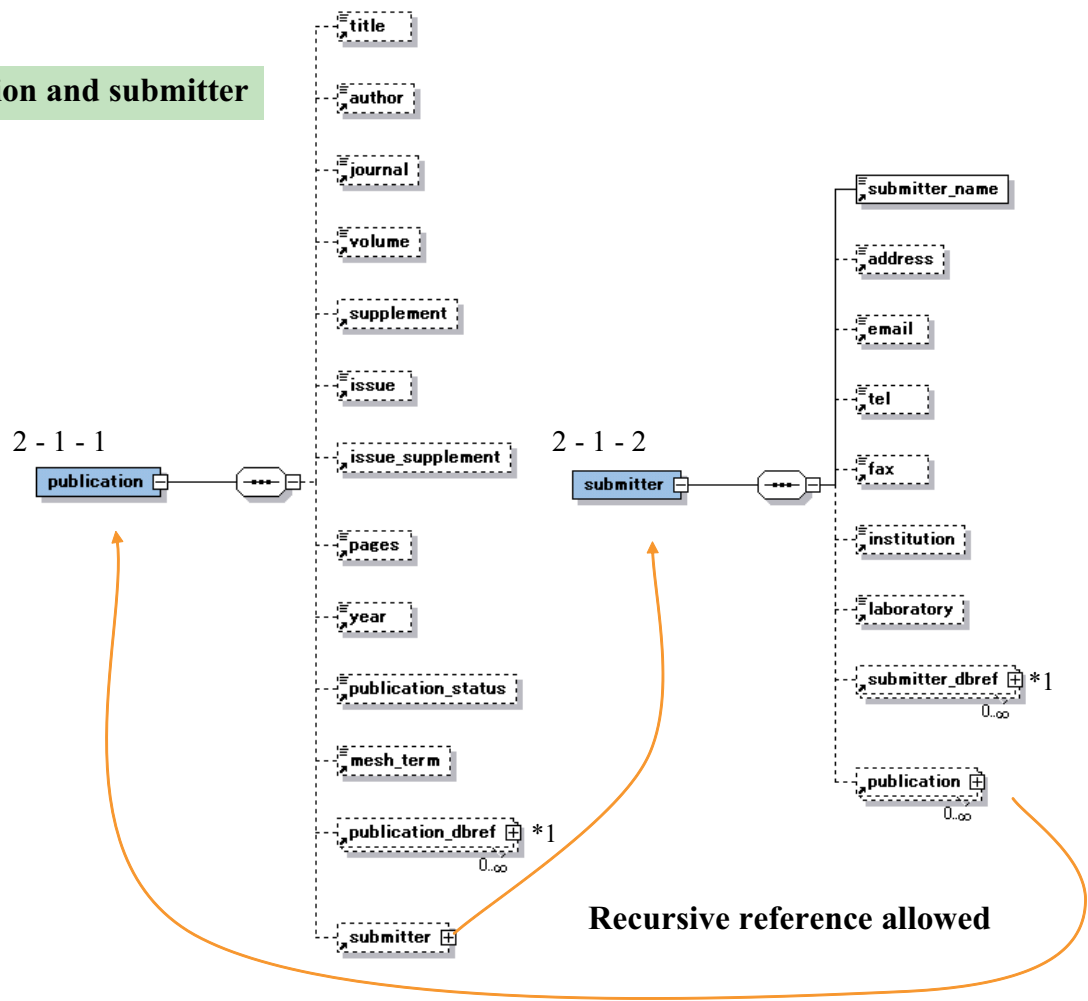 ion and submitter
title
author
journal
volume
supplement
issue
issue_supplement
2 - 1 - 1
publication
pages
year
publication_status
mesh_term
publication_dbref *1
0..∞
submitter
submitter_name
address
email
tel
fax
2 - 1 - 2
submitter
institution
laboratory
submitter_dbref *1
0..∞
publication
0..∞
Recursive reference allowed